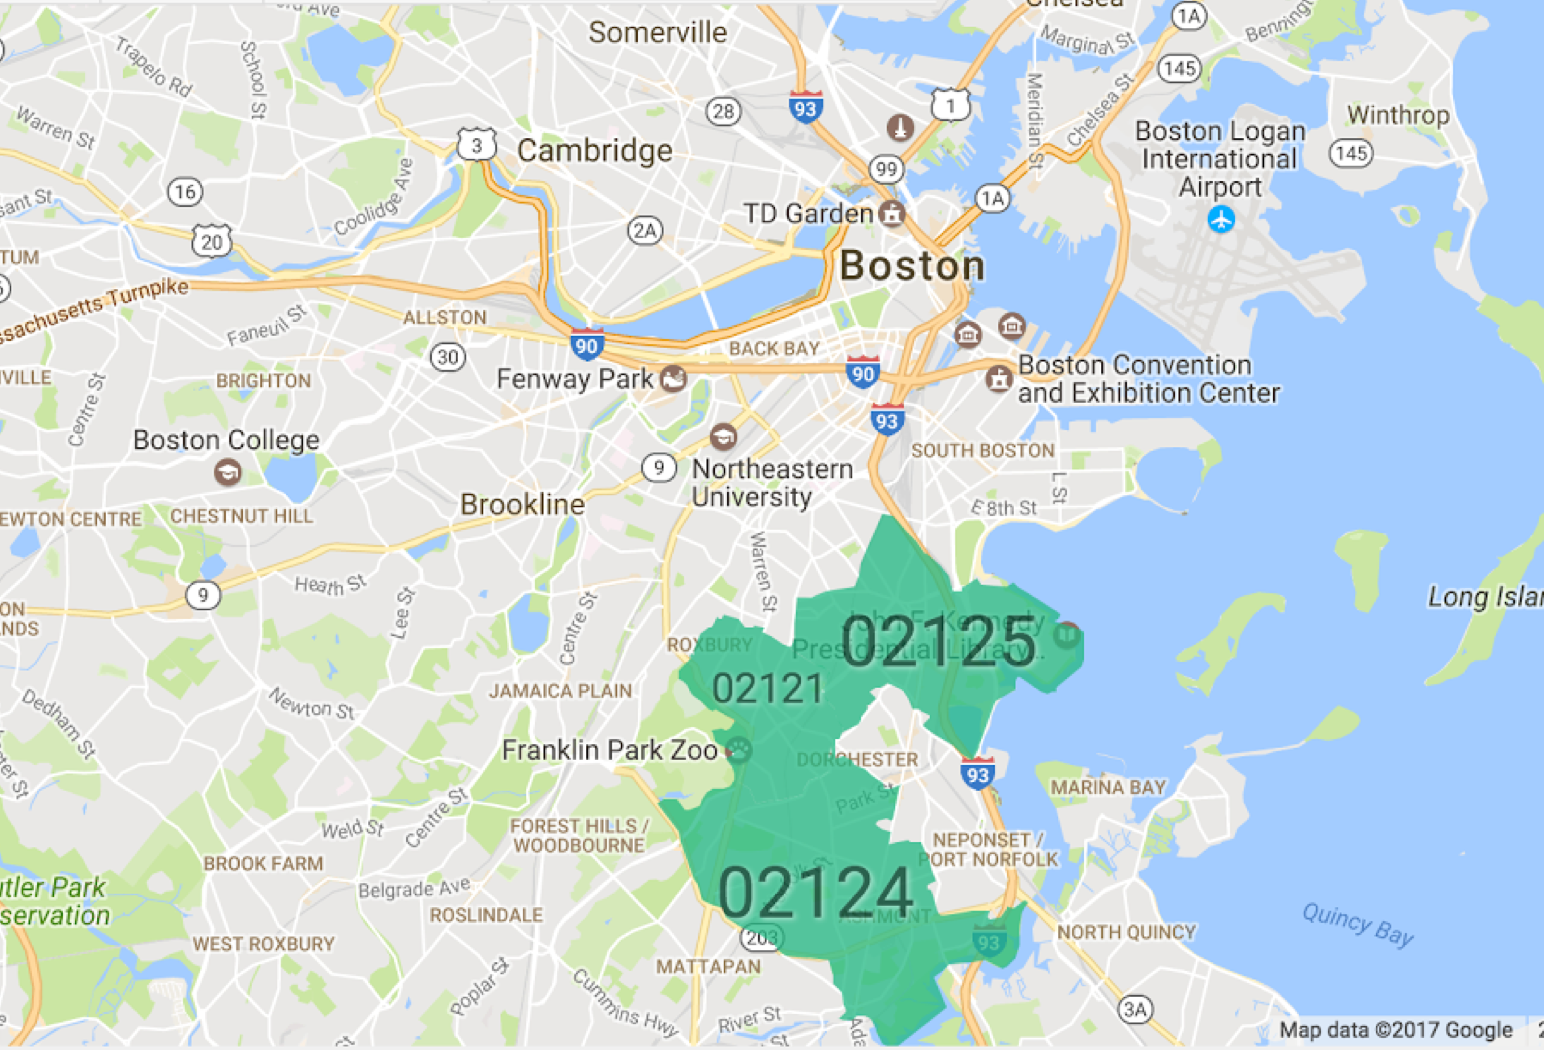 Somerville
Marginal St
1A
145
Trapelo Rd
School St
28
93
1
Meridian St
Chelsea St
Winthrop
Boston Logan
International
Airport
145
Warren St
3
Cambridge
99
16
Coolidge Ave
TD Garden
1A
20
2A
Boston
Massachusetts Turnpike
ALLSTON
Faneuil St
90
BACK BAY
30
BRIGHTON
Fenway Park
90
Boston Convention
and Exhibition Center
Centre St
93
Boston College
SOUTH BOSTON
9
Northeastern
University
L St
Brookline
E 8th St
CHESTNUT HILL
Warren St
Heath St
9
Lee St
Centre St
Long Islan
ROXBURY
John F. Kennedy
Presidential Library...
02125
02121
JAMAICA PLAIN
Newton St
Dedham St
Franklin Park Zoo
DORCHESTER
93
MARINA BAY
Park St
Weld St
Centre St
FOREST HILLS /
WOODBOURNE
NEPONSET /
PORT NORFOLK
BROOK FARM
Belgrade Ave
02124
ASHMONT
utler Park
servation
ROSLINDALE
203
93
NORTH QUINCY
Quincy Bay
WEST ROXBURY
MATTAPAN
Poplar St
Cummins Hwy
River St
3A
Map data ©2017 Google